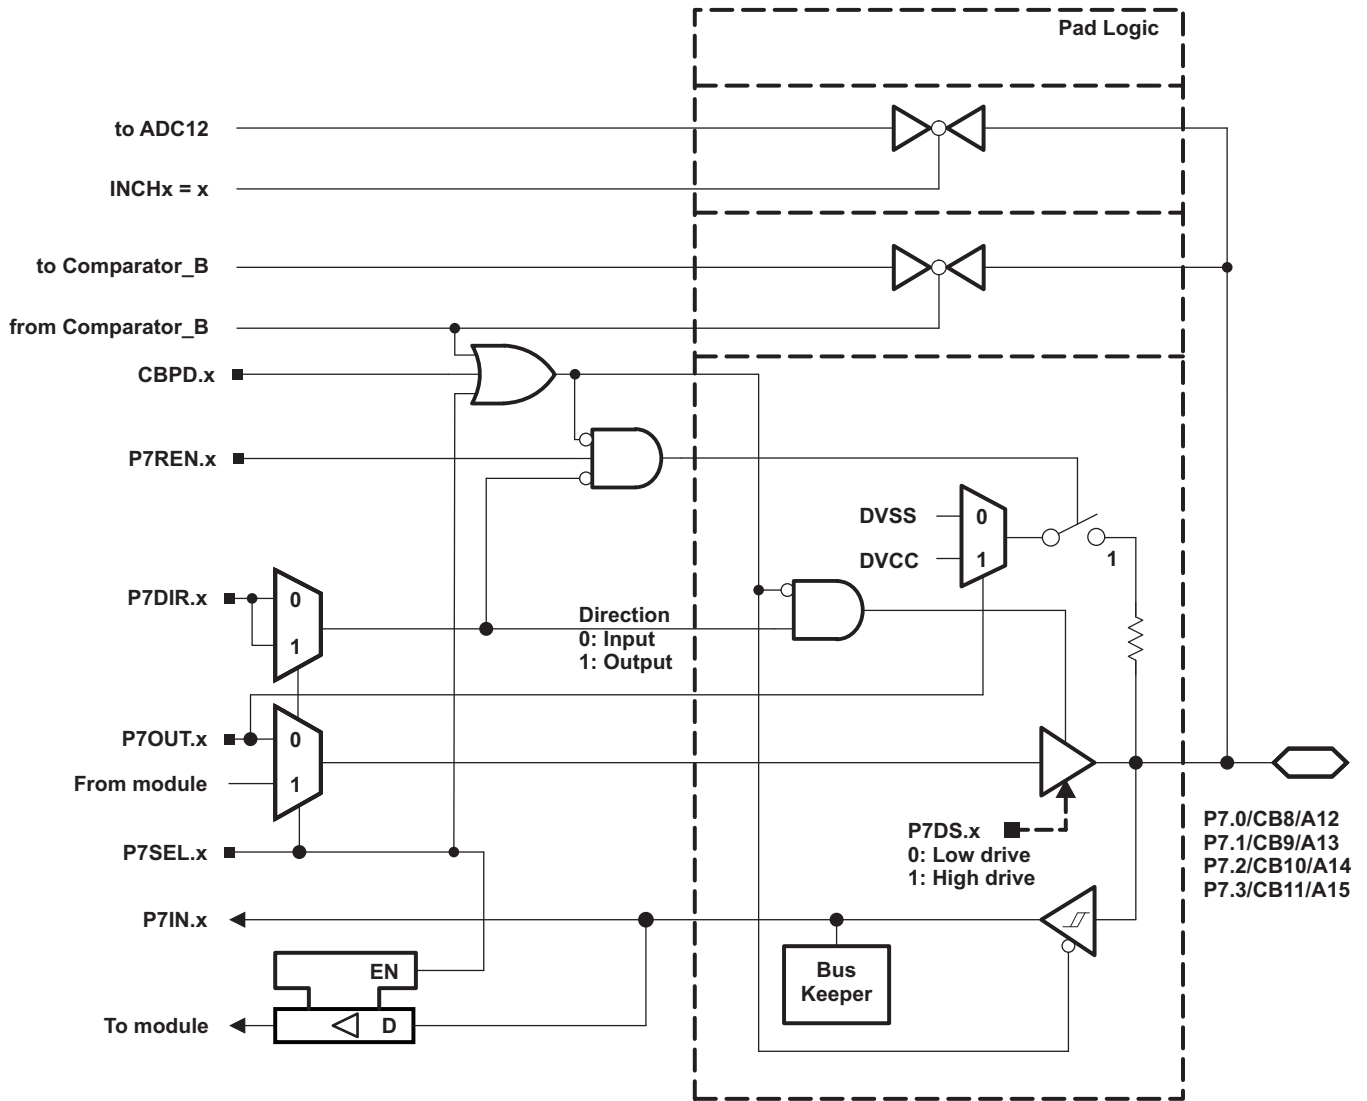 Pad Logic
to ADC12
INCHx = x
to Comparator_B
from Comparator_B
CBPD.x
P7REN.x
DVSS
0
DVCC
1
1
P7DIR.x
0
1
Direction
0: Input
1: Output
P7OUT.x
0
From module
1
P7DS.x
0: Low drive
1: High drive
P7.0/CB8/A12
P7.1/CB9/A13
P7.2/CB10/A14
P7.3/CB11/A15
P7SEL.x
P7IN.x
EN
Bus
Keeper
To module
D